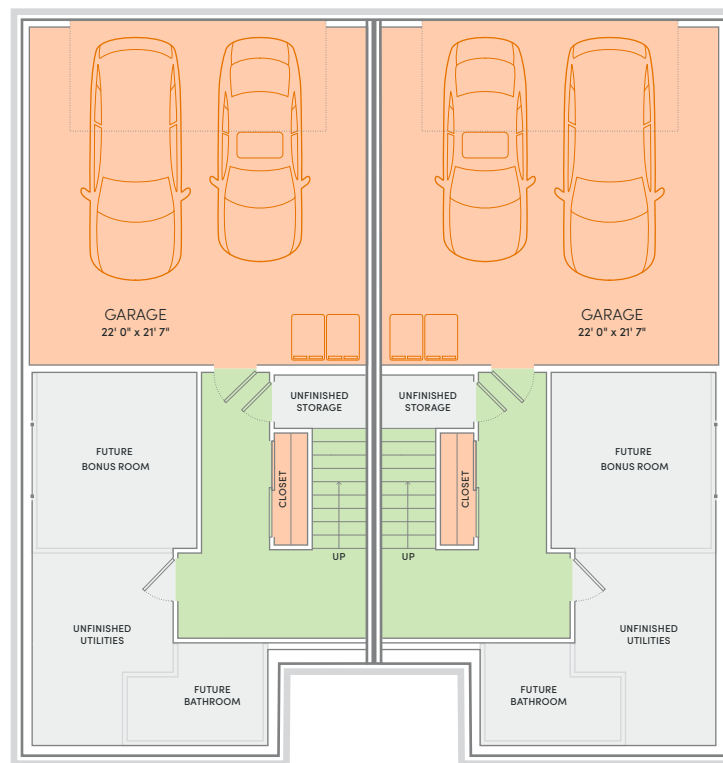 GARAGE
22' 0" x 21' 7"
GARAGE
22' 0" x 21' 7"
UNFINISHED
STORAGE
UNFINISHED
STORAGE
FUTURE
BONUS ROOM
CLOSET
CLOSET
FUTURE
BONUS ROOM
UP
UP
UNFINISHED
UTILITIES
UNFINISHED
UTILITIES
FUTURE
BATHROOM
FUTURE
BATHROOM